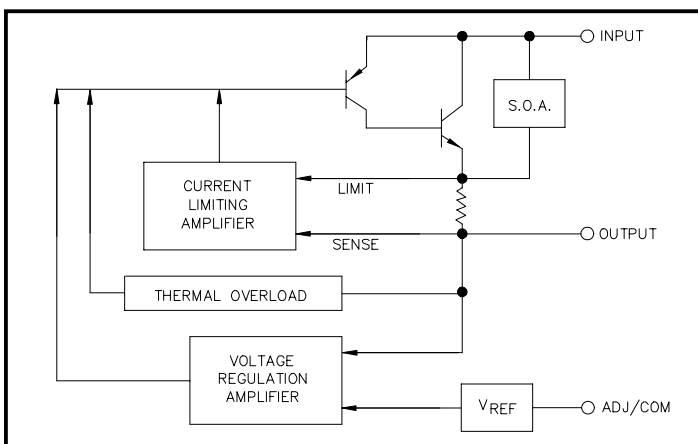 INPUT
S.O.A.
CURRENT
LIMITING
AMPLIFIER
LIMIT
SENSE
OUTPUT
THERMAL OVERLOAD
VOLTAGE
REGULATION
AMPLIFIER
VREF
ADJ/COM